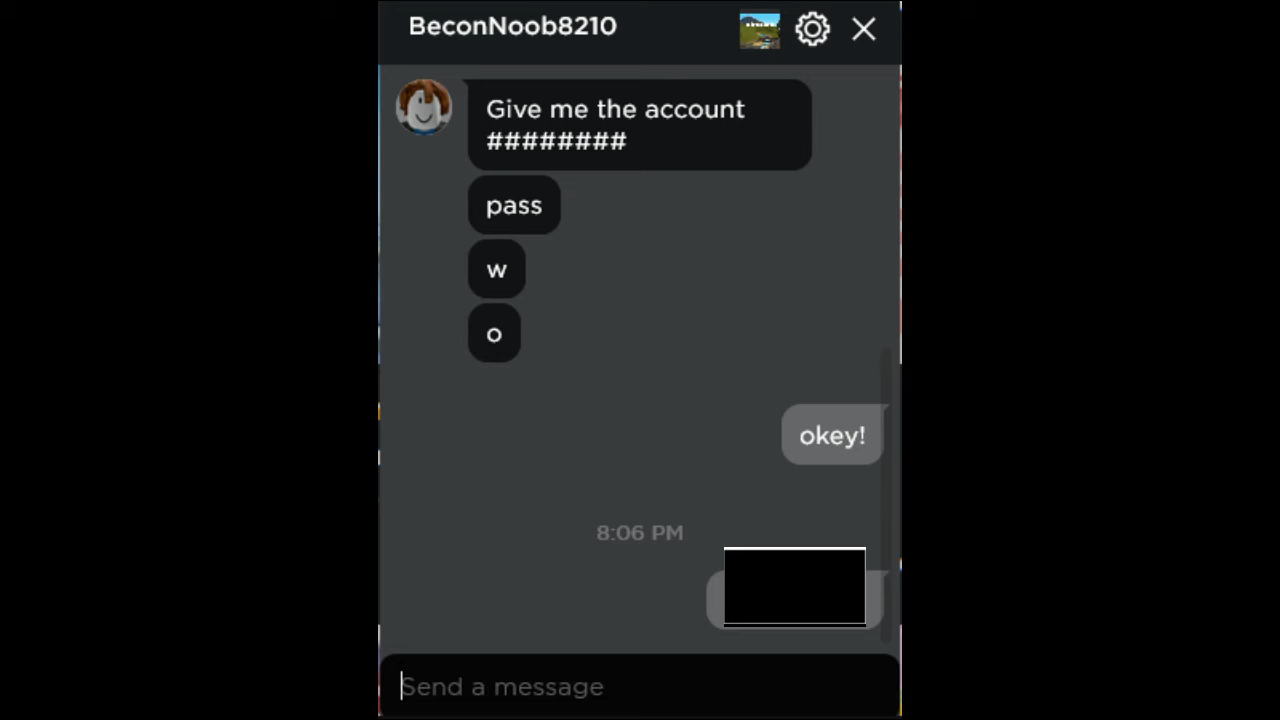 BeconNoob8210
Give me the account
########
pass
w
o
okey!
8:06 PM
Send a message